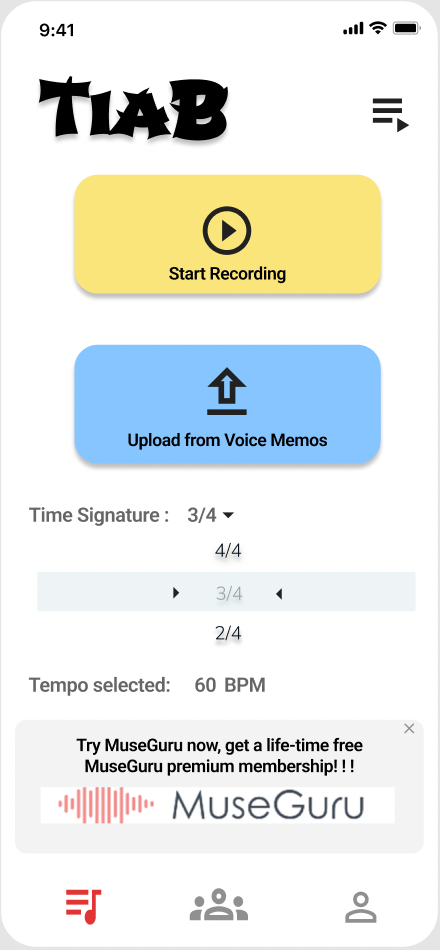 9:41
TIAB
Start Recording
Upload from Voice Memos
Time Signature : 3/4
4/4
3/4
2/4
Tempo selected: 60 BPM
Try MuseGuru now, get a life-time free
MuseGuru premium membership! ! !
MuseGuru